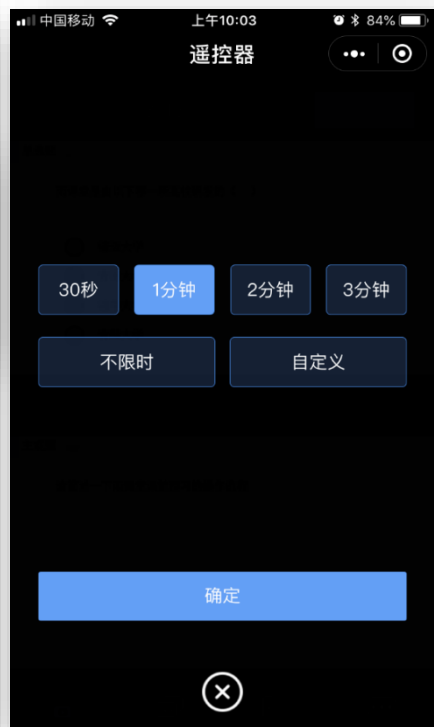 中国移动 上午10:03 84%
遥控器
30秒 1分钟 2分钟 3分钟
不限时 自定义
确定